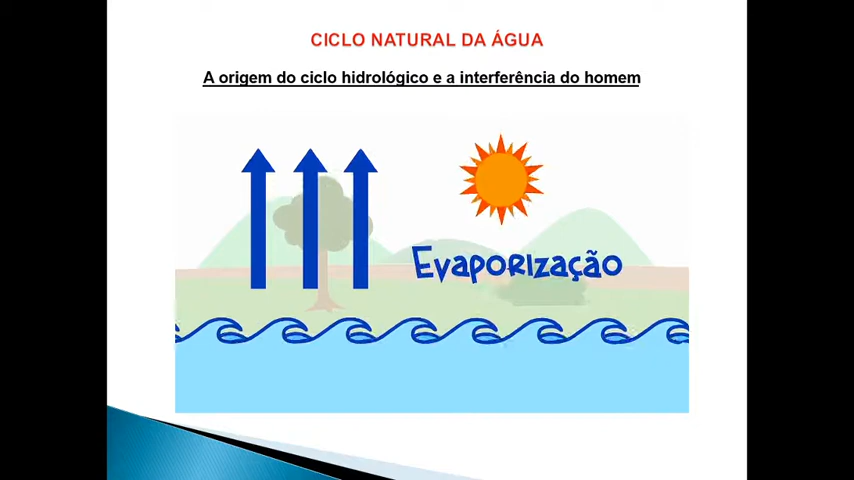 CICLO NATURAL DA ÁGUA
A origem do ciclo hidrológico e a interferência do homem
Evaporização